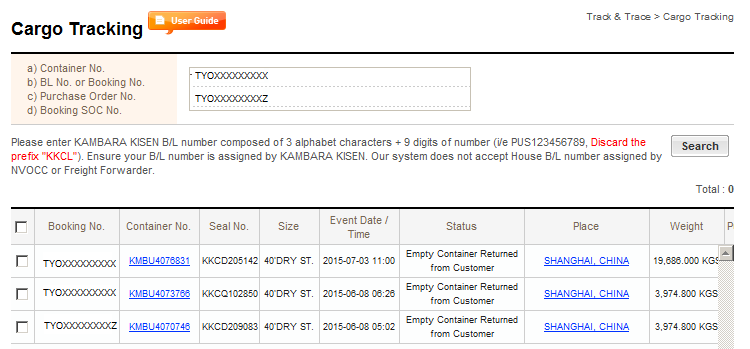 Track & Trace > Cargo Tracking
Cargo Tracking
User Guide
a) Container No.
b) BL No. or Booking No.
c) Purchase Order No.
d) Booking SOC No.
TYOXXXXXXXXX
TYOXXXXXXXXZ
Please enter KAMBARA KISEN B/L number composed of 3 alphabet characters + 9 digits of number (i/e PUS123456789, Discard the
prefix "KKCL"). Ensure your B/L number is assigned by KAMBARA KISEN. Our system does not accept House B/L number assigned by
NVOCC or Freight Forwarder.
Search
Total : 0
Booking No. Container No. Seal No. Size Event Date / Time Status Place Weight P
TYOXXXXXXXXX KMBU4076831 KKCD205142 40'DRY ST. 2015-07-03 11:00 Empty Container Returned from Customer SHANGHAI, CHINA 19,686.000 KGS
TYOXXXXXXXXX KMBU4073766 KKCQ102850 40'DRY ST. 2015-06-08 06:26 Empty Container Returned from Customer SHANGHAI, CHINA 3,974.800 KGS
TYOXXXXXXXXZ KMBU4070746 KKCD209083 40'DRY ST. 2015-06-08 05:02 Empty Container Returned from Customer SHANGHAI, CHINA 3,974.800 KGS